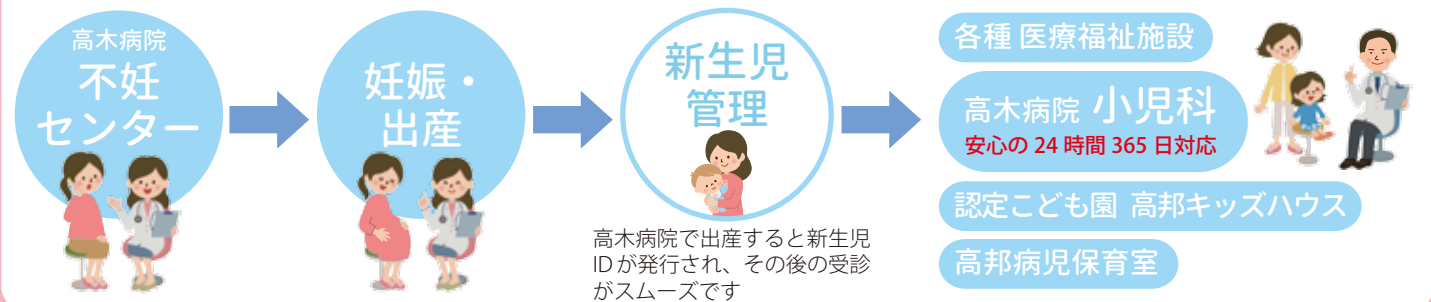 高木病院
不妊
センター
妊娠・
出産
新生児
管理
高木病院で出産すると新生児
IDが発行され、その後の受診
がスムーズです
各種 医療福祉施設
高木病院 小児科
安心の 24 時間 365 日対応
認定こども園 高邦キッズハウス
高邦病児保育室